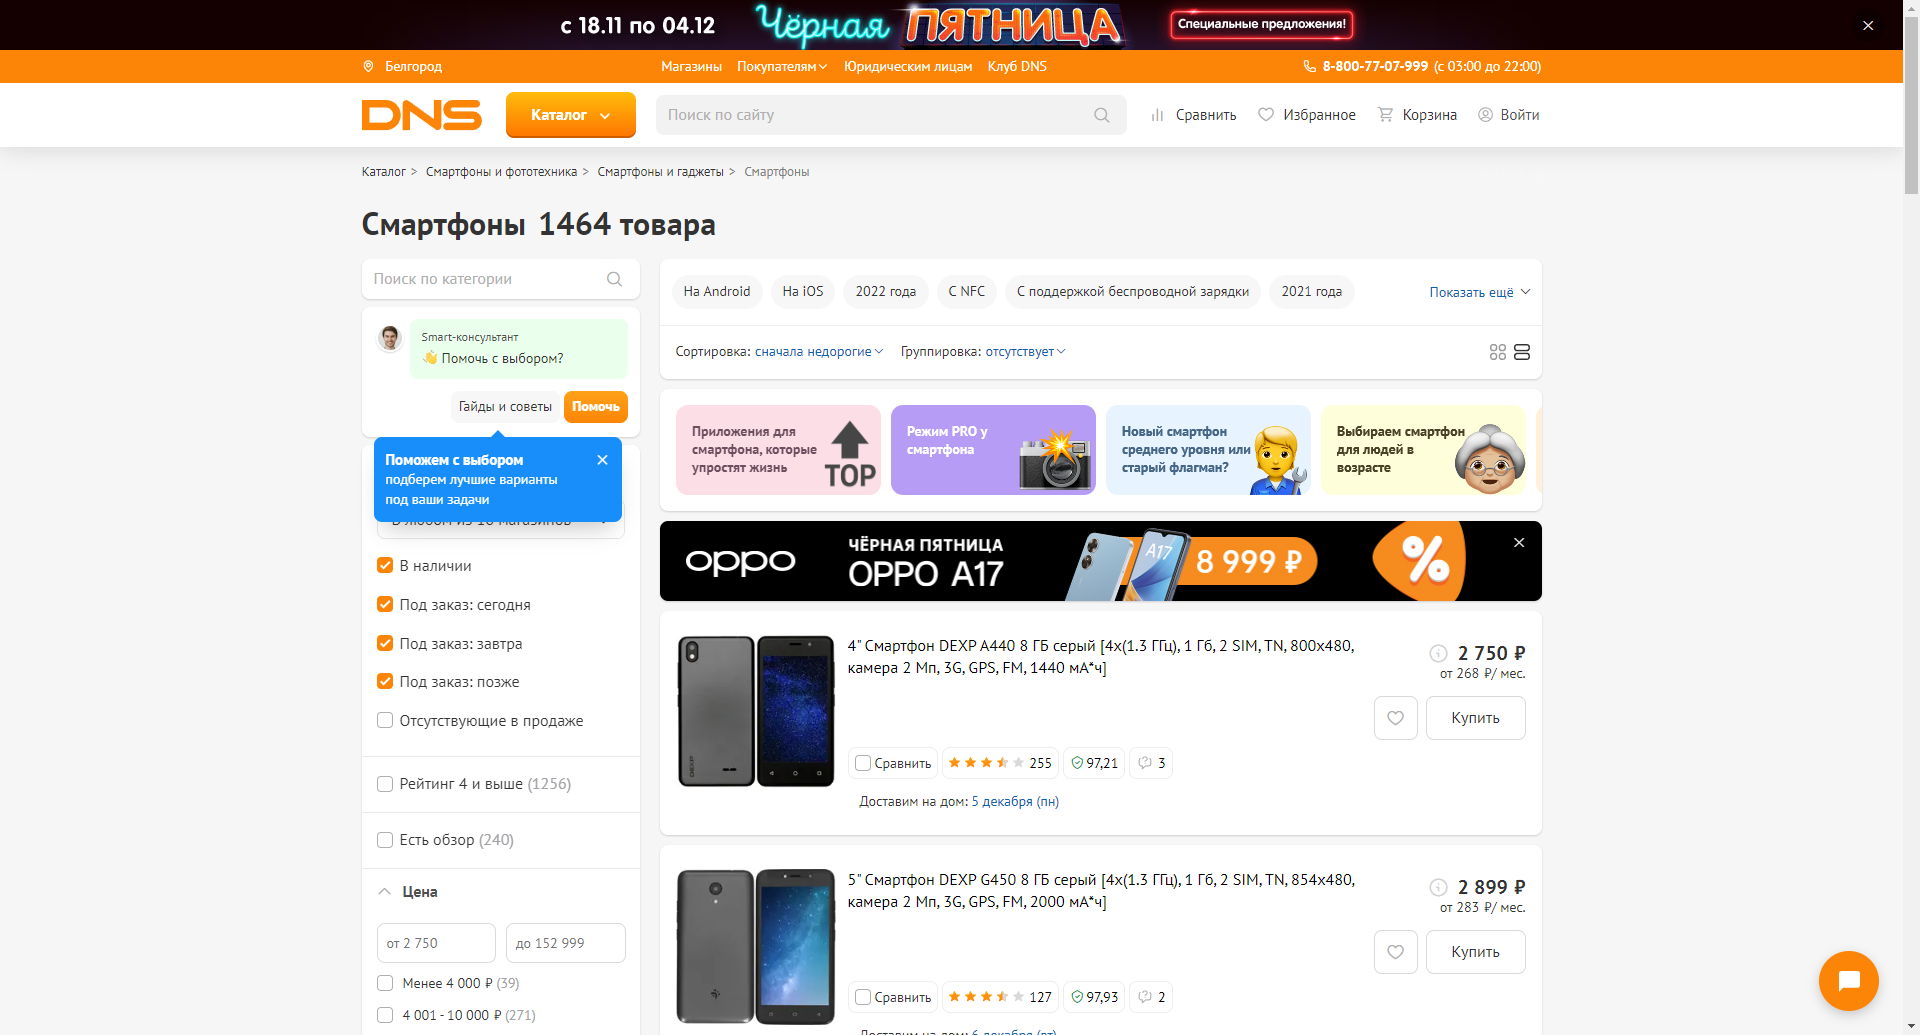 с 18.11 по 04.12
Чёрная ПЯТНИЦА
Специальные предложения!
Белгород
Магазины
Покупателям
Юридическим лицам
Клуб DNS
8-800-77-07-999 (с 03:00 до 22:00)
DNS
Каталог
Поиск по сайту
Сравнить
Избранное
Корзина
Войти
Каталог > Смартфоны и фототехника > Смартфоны и гаджеты > Смартфоны
Смартфоны 1464 товара
Поиск по категории
Smart-консультант
👋 Помочь с выбором?
Гайды и советы
Помочь
Поможем с выбором
подберем лучшие варианты
под ваши задачи
В наличии
Под заказ: сегодня
Под заказ: завтра
Под заказ: позже
Отсутствующие в продаже
Рейтинг 4 и выше (1256)
Есть обзор (240)
Цена
от 2 750
до 152 999
Менее 4 000 ₽ (39)
4 001 - 10 000 ₽ (271)
На Android
На iOS
2022 года
С NFC
С поддержкой беспроводной зарядки
2021 года
Показать ещё
Сортировка: сначала недорогие
Группировка: отсутствует
Приложения для
смартфона, которые
упростят жизнь
TOP
Режим PRO у
смартфона
Новый смартфон
среднего уровня или
старый флагман?
Выбираем смартфон
для людей в
возрасте
oppo
ЧЁРНАЯ ПЯТНИЦА
OPPO A17
A17
8 999 ₽
%
4" Смартфон DEXP A440 8 ГБ серый [4x(1.3 ГГц), 1 Гб, 2 SIM, TN, 800x480,
камера 2 Мп, 3G, GPS, FM, 1440 мА*ч]
2 750 ₽
от 268 ₽/ мес.
Купить
DEXP
Сравнить
255
97,21
3
Доставим на дом: 5 декабря (пн)
5" Смартфон DEXP G450 8 ГБ серый [4x(1.3 ГГц), 1 Гб, 2 SIM, TN, 854x480,
камера 2 Мп, 3G, GPS, FM, 2000 мА*ч]
2 899 ₽
от 283 ₽/ мес.
Купить
Сравнить
127
97,93
2
Доставим на дом: 6 декабря (вт)